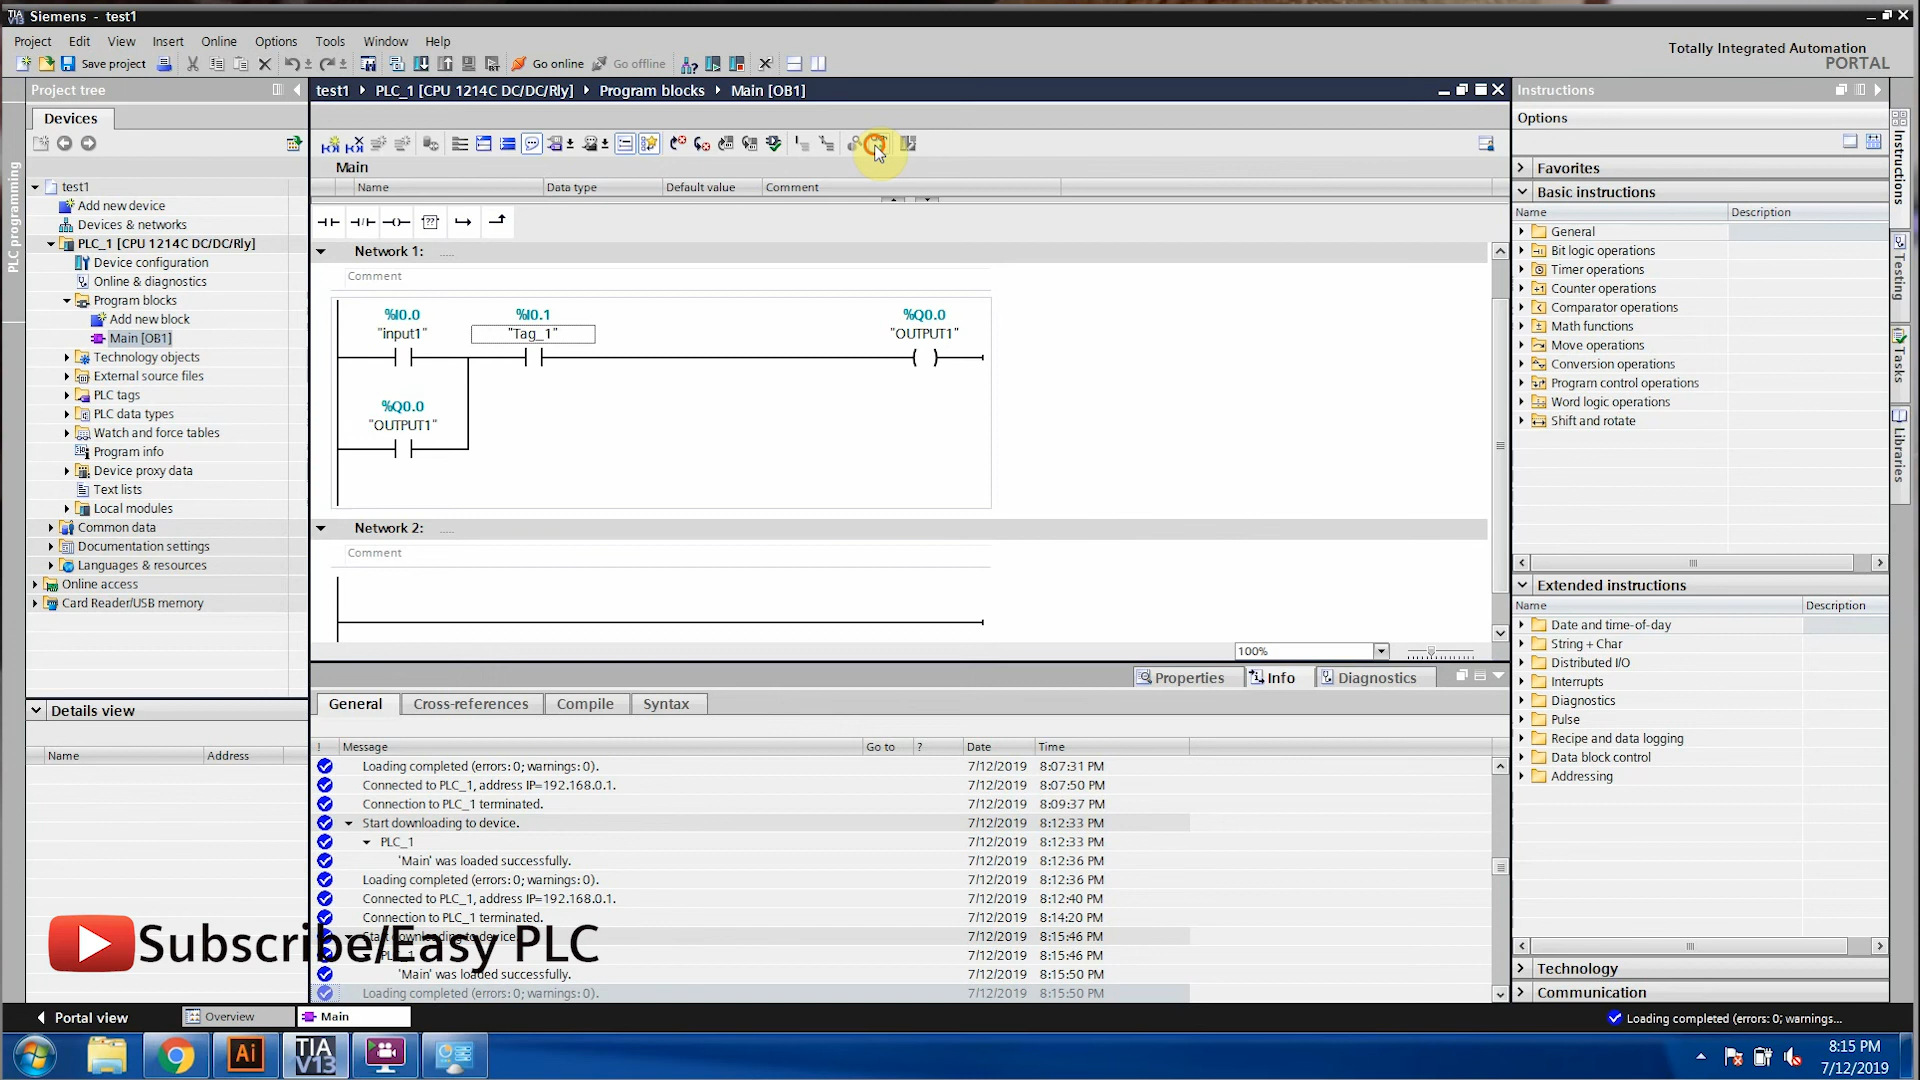 Siemens - test1
Project Edit View Insert Online Options Tools Window Help
Totally Integrated Automation
PORTAL
Save project Go online Go offline
Project tree
test1 PLC_1 [CPU 1214C DC/DC/Rly] Program blocks Main [OB1]
Instructions
Devices
Options
Main
Name Data type Default value Comment
Favorites
Basic instructions
Name Description
test1
Add new device
Devices & networks
PLC_1 [CPU 1214C DC/DC/Rly]
Device configuration
Online & diagnostics
Program blocks
Add new block
Main [OB1]
Technology objects
External source files
PLC tags
PLC data types
Watch and force tables
Program info
Device proxy data
Text lists
Local modules
Common data
Documentation settings
Languages & resources
Online access
Card Reader/USB memory
PLC programming
Network 1: .....
Comment
%I0.0 %I0.1 %Q0.0
"input1" "Tag_1" "OUTPUT1"
%Q0.0
"OUTPUT1"
Network 2: .....
Comment
100%
General
Bit logic operations
Timer operations
Counter operations
Comparator operations
Math functions
Move operations
Conversion operations
Program control operations
Word logic operations
Shift and rotate
Extended instructions
Name Description
Date and time-of-day
String + Char
Distributed I/O
Interrupts
Diagnostics
Pulse
Recipe and data logging
Data block control
Addressing
Technology
Communication
Instructions
Testing
Tasks
Libraries
Details view
Name Address
Properties Info Diagnostics
General Cross-references Compile Syntax
! Message Go to ? Date Time
Loading completed (errors: 0; warnings: 0). 7/12/2019 8:07:31 PM
Connected to PLC_1, address IP=192.168.0.1. 7/12/2019 8:07:50 PM
Connection to PLC_1 terminated. 7/12/2019 8:09:37 PM
Start downloading to device. 7/12/2019 8:12:33 PM
PLC_1 7/12/2019 8:12:33 PM
'Main' was loaded successfully. 7/12/2019 8:12:36 PM
Loading completed (errors: 0; warnings: 0). 7/12/2019 8:12:36 PM
Connected to PLC_1, address IP=192.168.0.1. 7/12/2019 8:12:40 PM
Connection to PLC_1 terminated. 7/12/2019 8:14:20 PM
Start downloading to device. 7/12/2019 8:15:46 PM
PLC_1 7/12/2019 8:15:46 PM
'Main' was loaded successfully. 7/12/2019 8:15:50 PM
Loading completed (errors: 0; warnings: 0). 7/12/2019 8:15:50 PM
Subscribe/Easy PLC
Portal view Overview Main
Loading completed (errors: 0; warnings...
Ai
TIA
V13
8:15 PM
7/12/2019